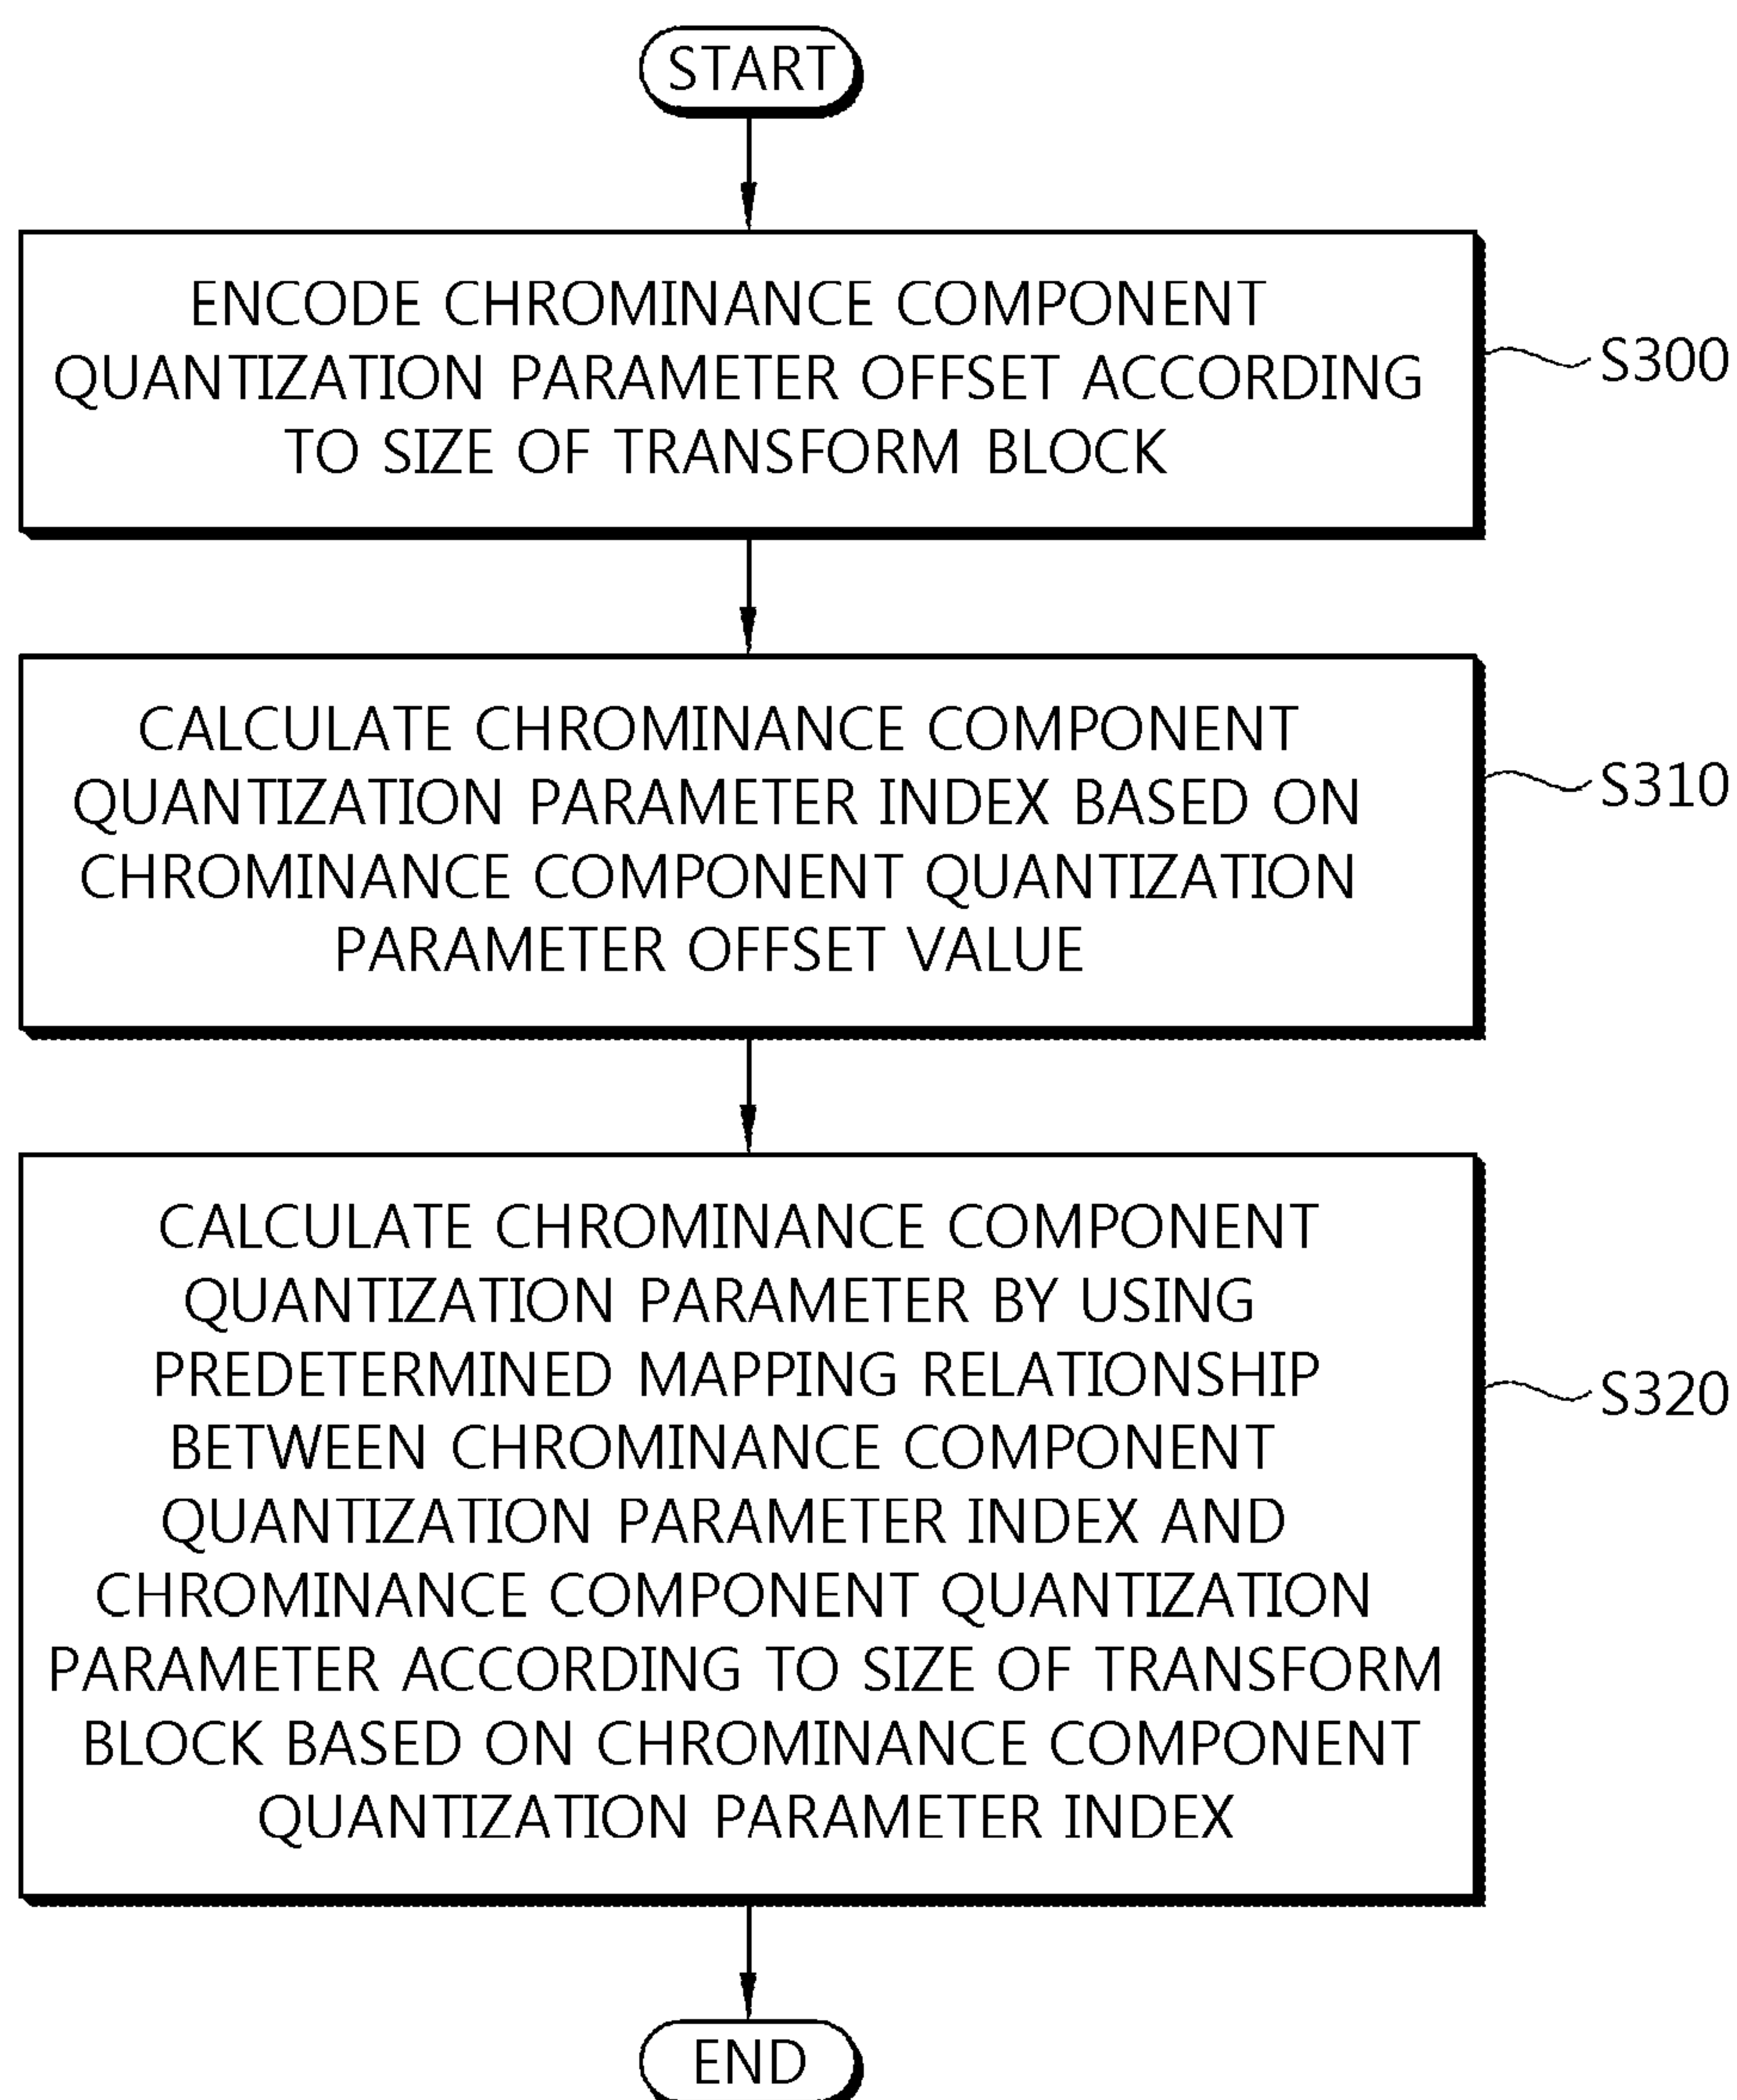 START
ENCODE CHROMINANCE COMPONENT
QUANTIZATION PARAMETER OFFSET ACCORDING
TO SIZE OF TRANSFORM BLOCK
S300
CALCULATE CHROMINANCE COMPONENT
QUANTIZATION PARAMETER INDEX BASED ON
CHROMINANCE COMPONENT QUANTIZATION
PARAMETER OFFSET VALUE
S310
CALCULATE CHROMINANCE COMPONENT
QUANTIZATION PARAMETER BY USING
PREDETERMINED MAPPING RELATIONSHIP
BETWEEN CHROMINANCE COMPONENT
QUANTIZATION PARAMETER INDEX AND
CHROMINANCE COMPONENT QUANTIZATION
PARAMETER ACCORDING TO SIZE OF TRANSFORM
BLOCK BASED ON CHROMINANCE COMPONENT
QUANTIZATION PARAMETER INDEX
S320
END